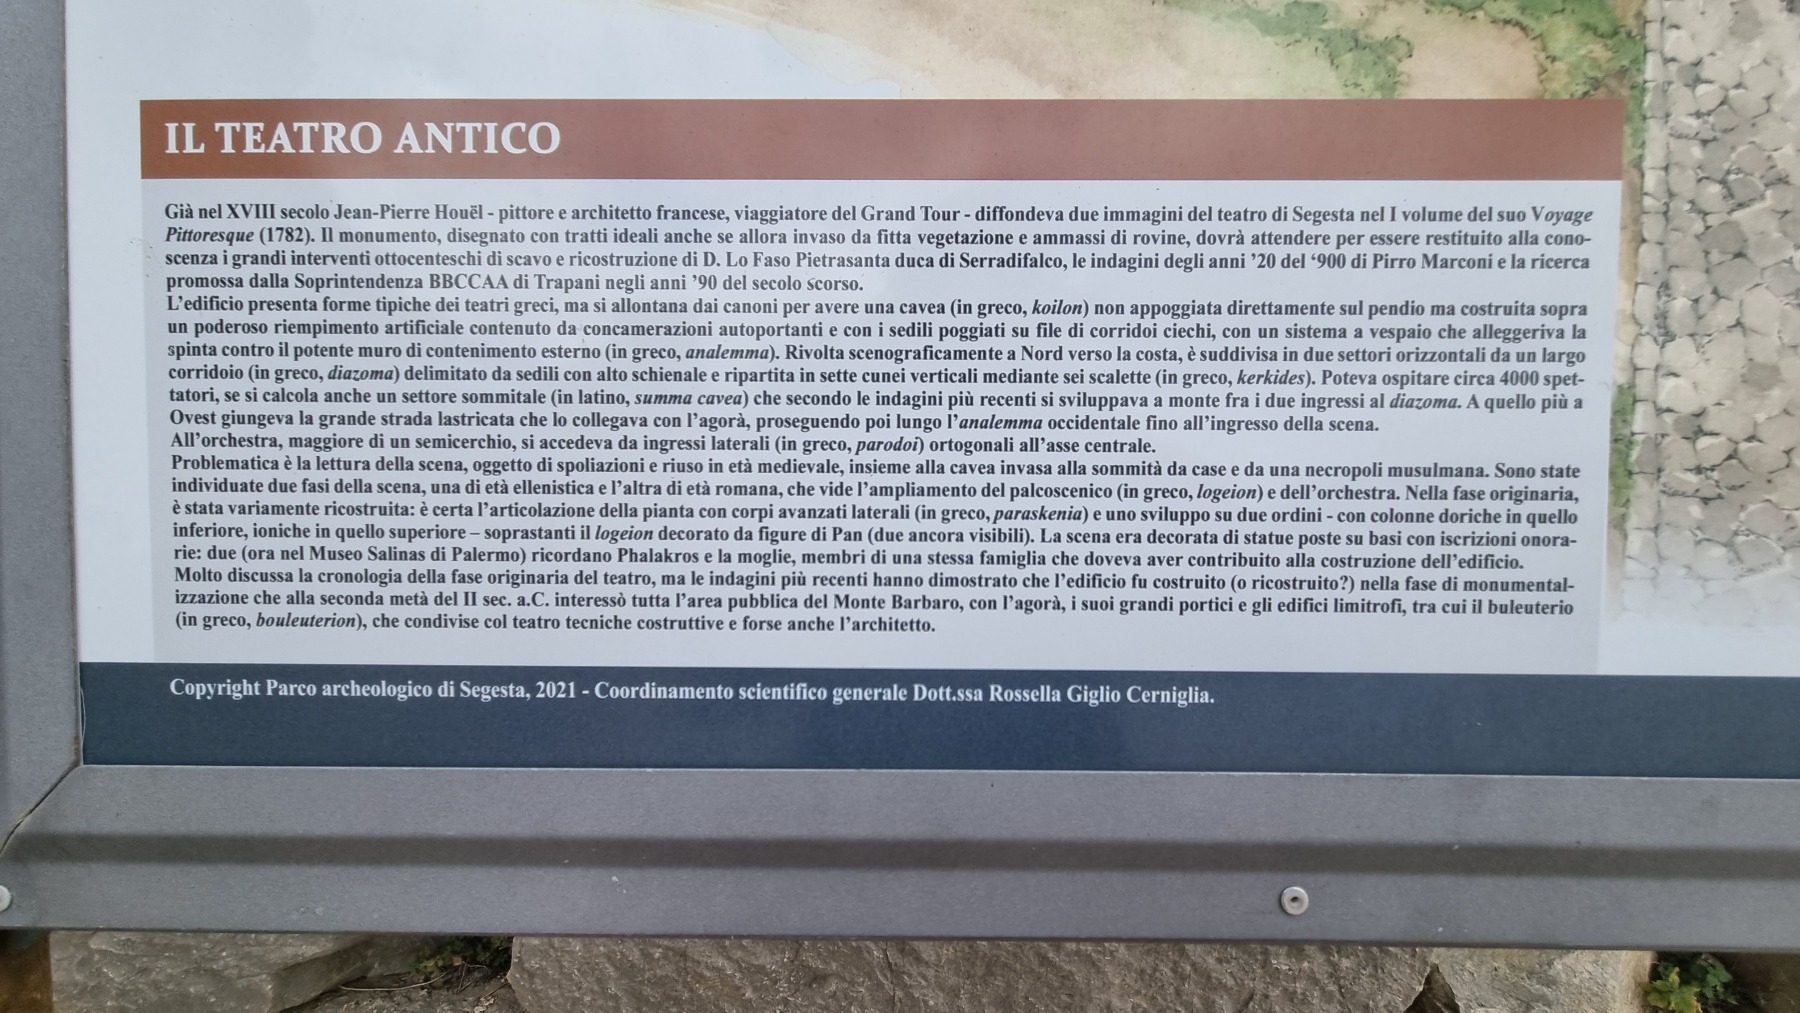 IL TEATRO ANTICO
Già nel XVIII secolo Jean-Pierre Houël - pittore e architetto francese, viaggiatore del Grand Tour - diffondeva due immagini del teatro di Segesta nel I volume del suo Voyage
Pittoresque (1782). Il monumento, disegnato con tratti ideali anche se allora invaso da fitta vegetazione e ammassi di rovine, dovrà attendere per essere restituito alla cono-
scenza i grandi interventi ottocenteschi di scavo e ricostruzione di D. Lo Faso Pietrasanta duca di Serradifalco, le indagini degli anni ’20 del ‘900 di Pirro Marconi e la ricerca
promossa dalla Soprintendenza BBCCAA di Trapani negli anni ’90 del secolo scorso.
L’edificio presenta forme tipiche dei teatri greci, ma si allontana dai canoni per avere una cavea (in greco, koilon) non appoggiata direttamente sul pendio ma costruita sopra
un poderoso riempimento artificiale contenuto da concamerazioni autoportanti e con i sedili poggiati su file di corridoi ciechi, con un sistema a vespaio che alleggeriva la
spinta contro il potente muro di contenimento esterno (in greco, analemma). Rivolta scenograficamente a Nord verso la costa, è suddivisa in due settori orizzontali da un largo
corridoio (in greco, diazoma) delimitato da sedili con alto schienale e ripartita in sette cunei verticali mediante sei scalette (in greco, kerkides). Poteva ospitare circa 4000 spet-
tatori, se si calcola anche un settore sommitale (in latino, summa cavea) che secondo le indagini più recenti si sviluppava a monte fra i due ingressi al diazoma. A quello più a
Ovest giungeva la grande strada lastricata che lo collegava con l’agorà, proseguendo poi lungo l’analemma occidentale fino all’ingresso della scena.
All’orchestra, maggiore di un semicerchio, si accedeva da ingressi laterali (in greco, parodoi) ortogonali all’asse centrale.
Problematica è la lettura della scena, oggetto di spoliazioni e riuso in età medievale, insieme alla cavea invasa alla sommità da case e da una necropoli musulmana. Sono state
individuate due fasi della scena, una di età ellenistica e l’altra di età romana, che vide l’ampliamento del palcoscenico (in greco, logeion) e dell’orchestra. Nella fase originaria,
è stata variamente ricostruita: è certa l’articolazione della pianta con corpi avanzati laterali (in greco, paraskenia) e uno sviluppo su due ordini - con colonne doriche in quello
inferiore, ioniche in quello superiore – soprastanti il logeion decorato da figure di Pan (due ancora visibili). La scena era decorata di statue poste su basi con iscrizioni onora-
rie: due (ora nel Museo Salinas di Palermo) ricordano Phalakros e la moglie, membri di una stessa famiglia che doveva aver contribuito alla costruzione dell’edificio.
Molto discussa la cronologia della fase originaria del teatro, ma le indagini più recenti hanno dimostrato che l’edificio fu costruito (o ricostruito?) nella fase di monumental-
izzazione che alla seconda metà del II sec. a.C. interessò tutta l’area pubblica del Monte Barbaro, con l’agorà, i suoi grandi portici e gli edifici limitrofi, tra cui il buleuterio
(in greco, bouleuterion), che condivise col teatro tecniche costruttive e forse anche l’architetto.
Copyright Parco archeologico di Segesta, 2021 - Coordinamento scientifico generale Dott.ssa Rossella Giglio Cerniglia.